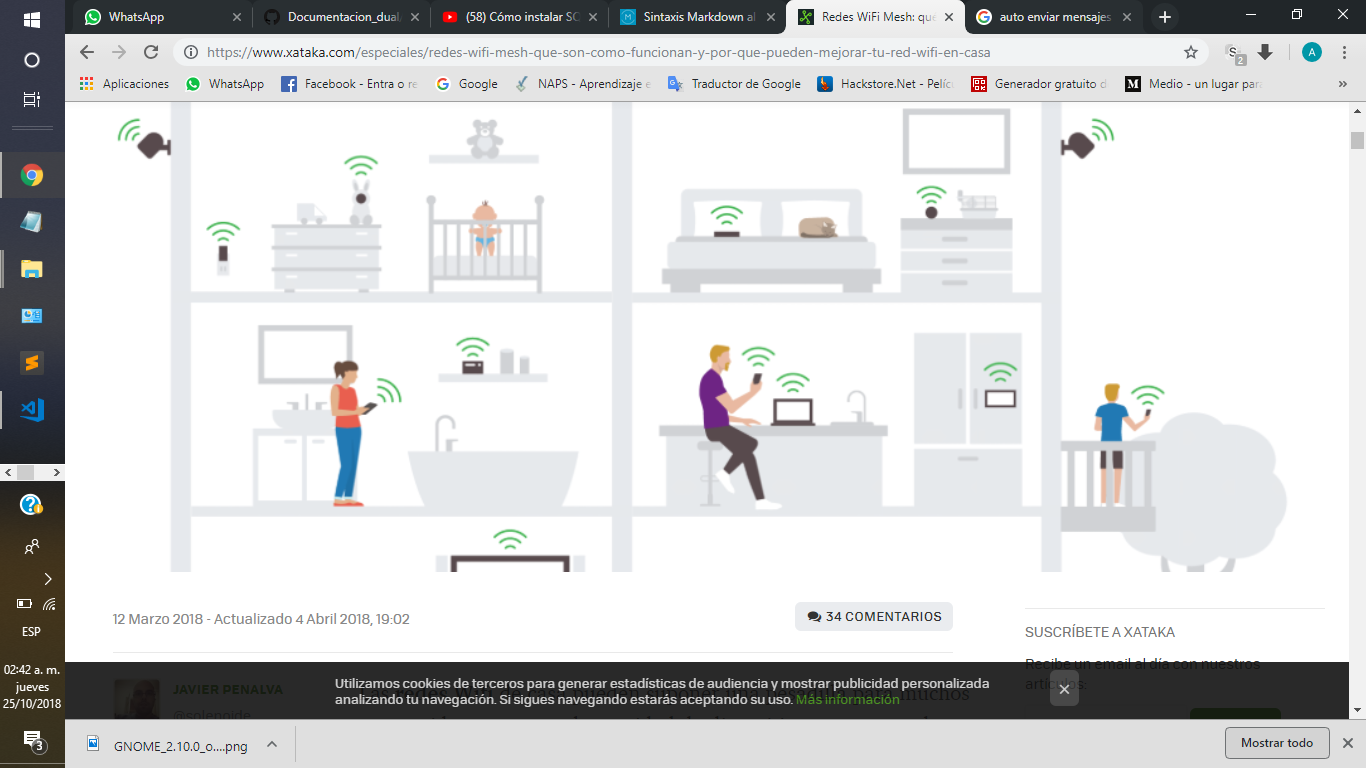 WhatsApp
Documentacion_dual
(58) Cómo instalar SC
Sintaxis Markdown al
Redes WiFi Mesh: qu
auto enviar mensajes
https://www.xataka.com/especiales/redes-wifi-mesh-que-son-como-funcionan-y-por-que-pueden-mejorar-tu-red-wifi-en-casa
2
A
Aplicaciones
WhatsApp
Facebook - Entra o re
Google
NAPS - Aprendizaje e
Traductor de Google
Hackstore.Net - Pelíc
Generador gratuito d
Medio - un lugar par
12 Marzo 2018 - Actualizado 4 Abril 2018, 19:02
34 COMENTARIOS
SUSCRÍBETE A XATAKA
Recibe un email al día con nuestros
artículos:
JAVIER PENALVA
@solenoide
Utilizamos cookies de terceros para generar estadísticas de audiencia y mostrar publicidad personalizada
analizando tu navegación. Si sigues navegando estarás aceptando su uso. Más información
ESP
02:42 a. m.
jueves
25/10/2018
3
GNOME_2.10.0_o....png
Mostrar todo